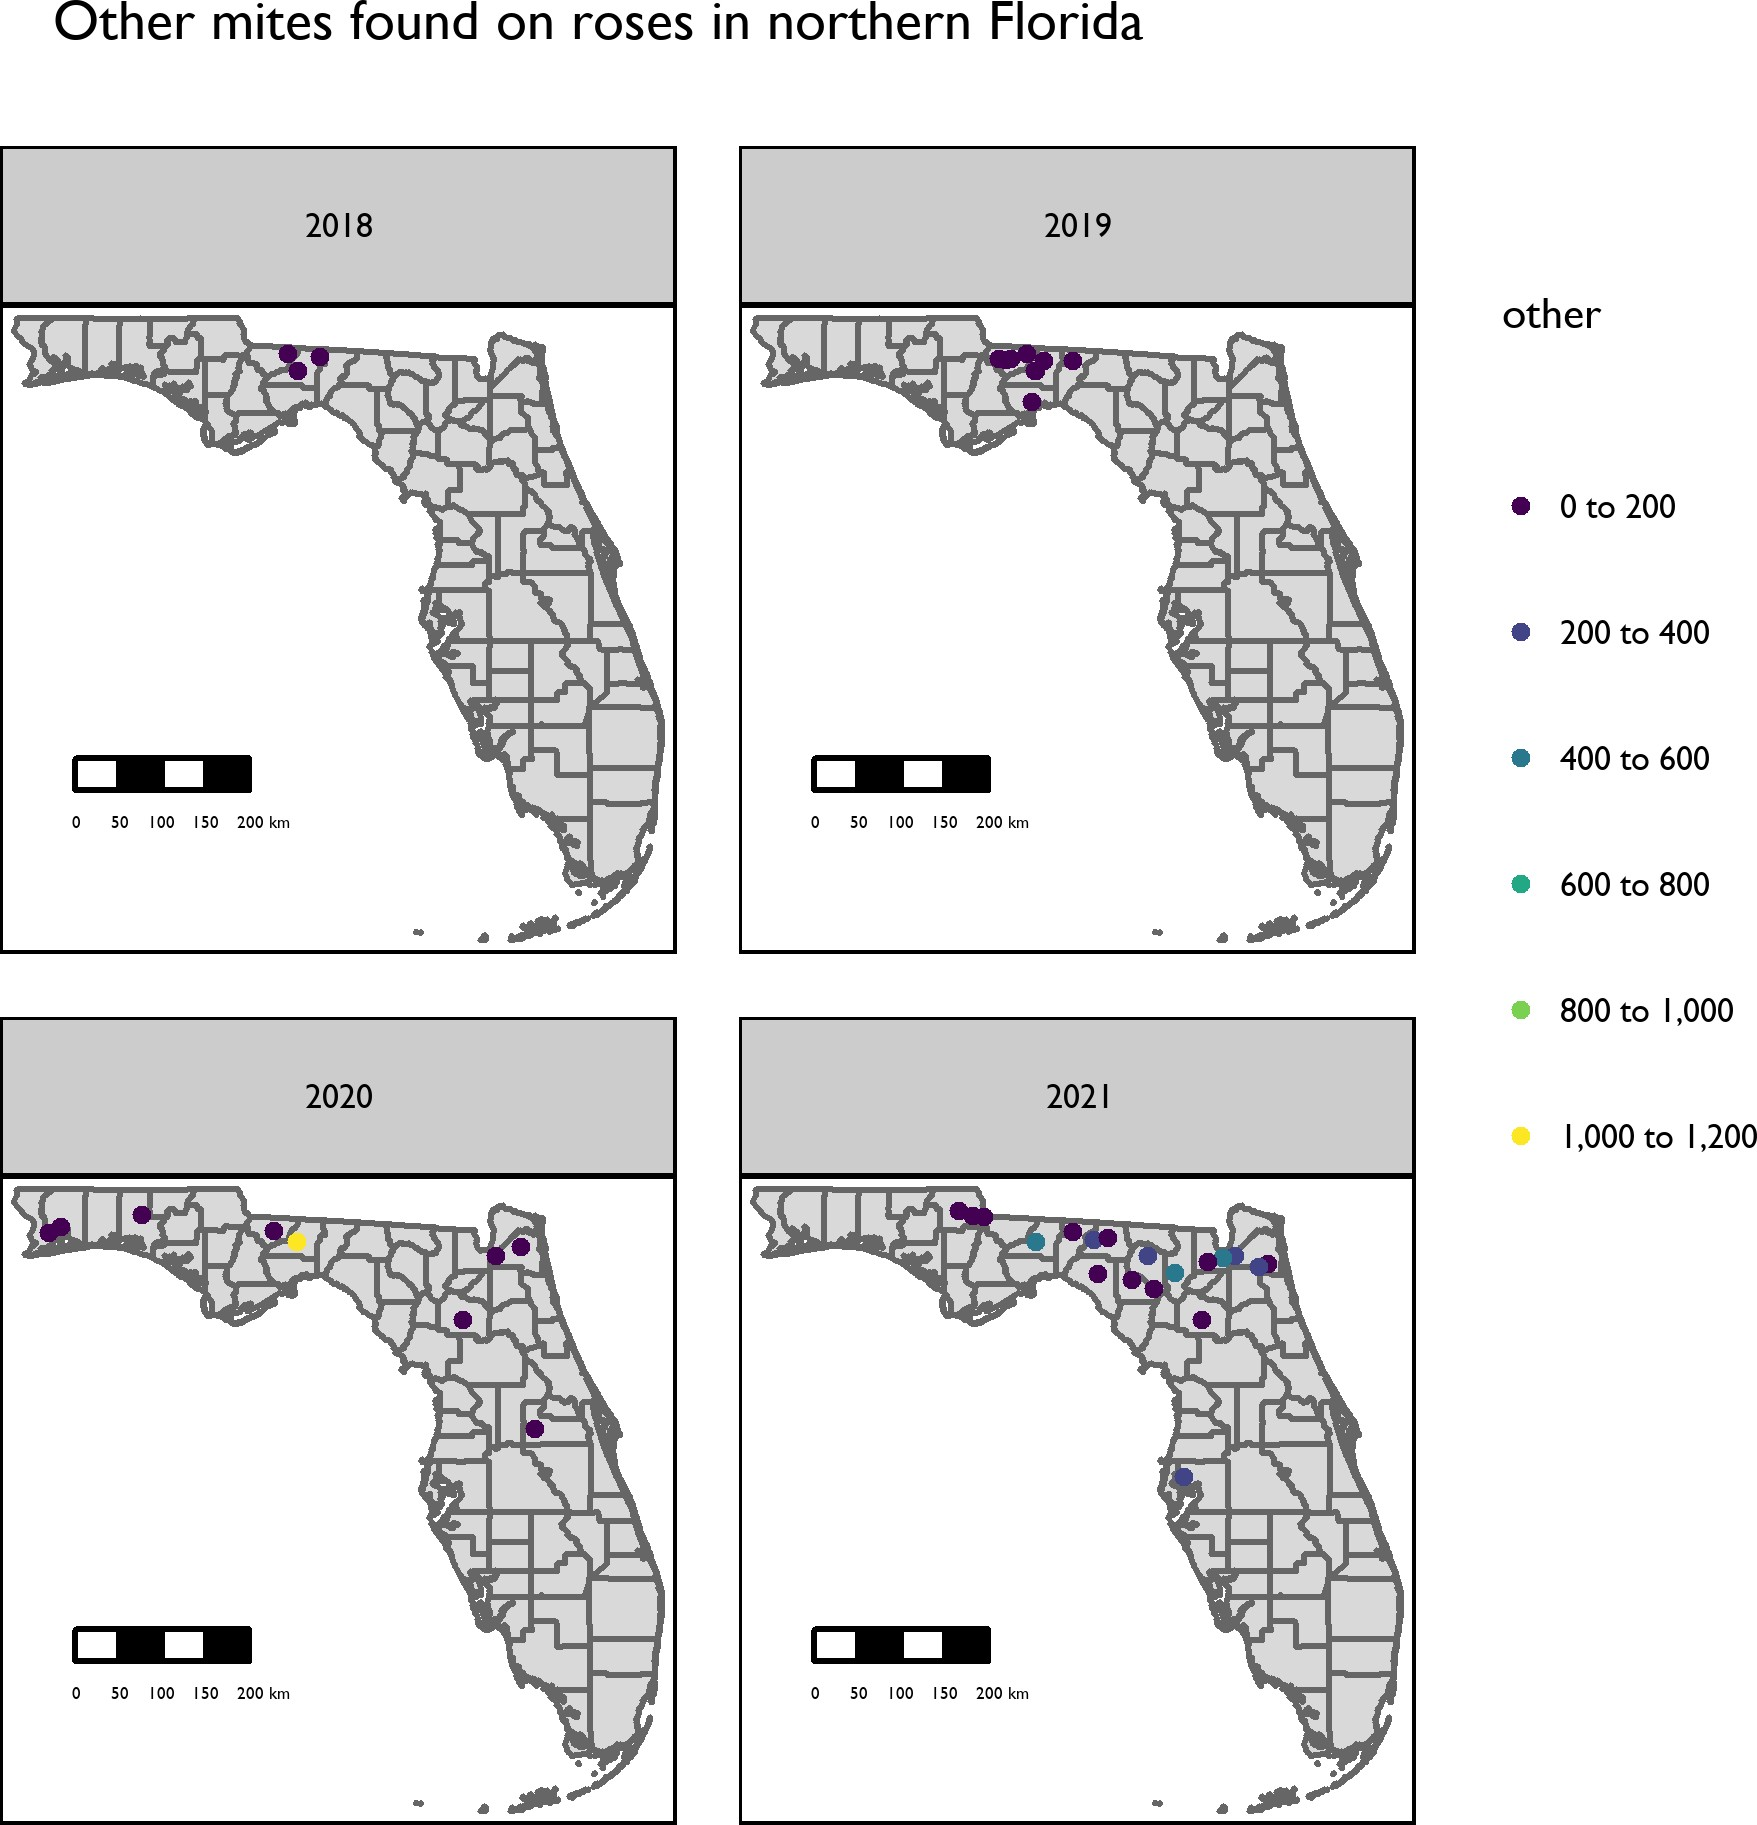 Other mites found on roses in northern Florida
2018
2019
0 50 100 150 200 km
0 50 100 150 200 km
other
0 to 200
200 to 400
400 to 600
600 to 800
800 to 1,000
1,000 to 1,200
2020
2021
0 50 100 150 200 km
0 50 100 150 200 km